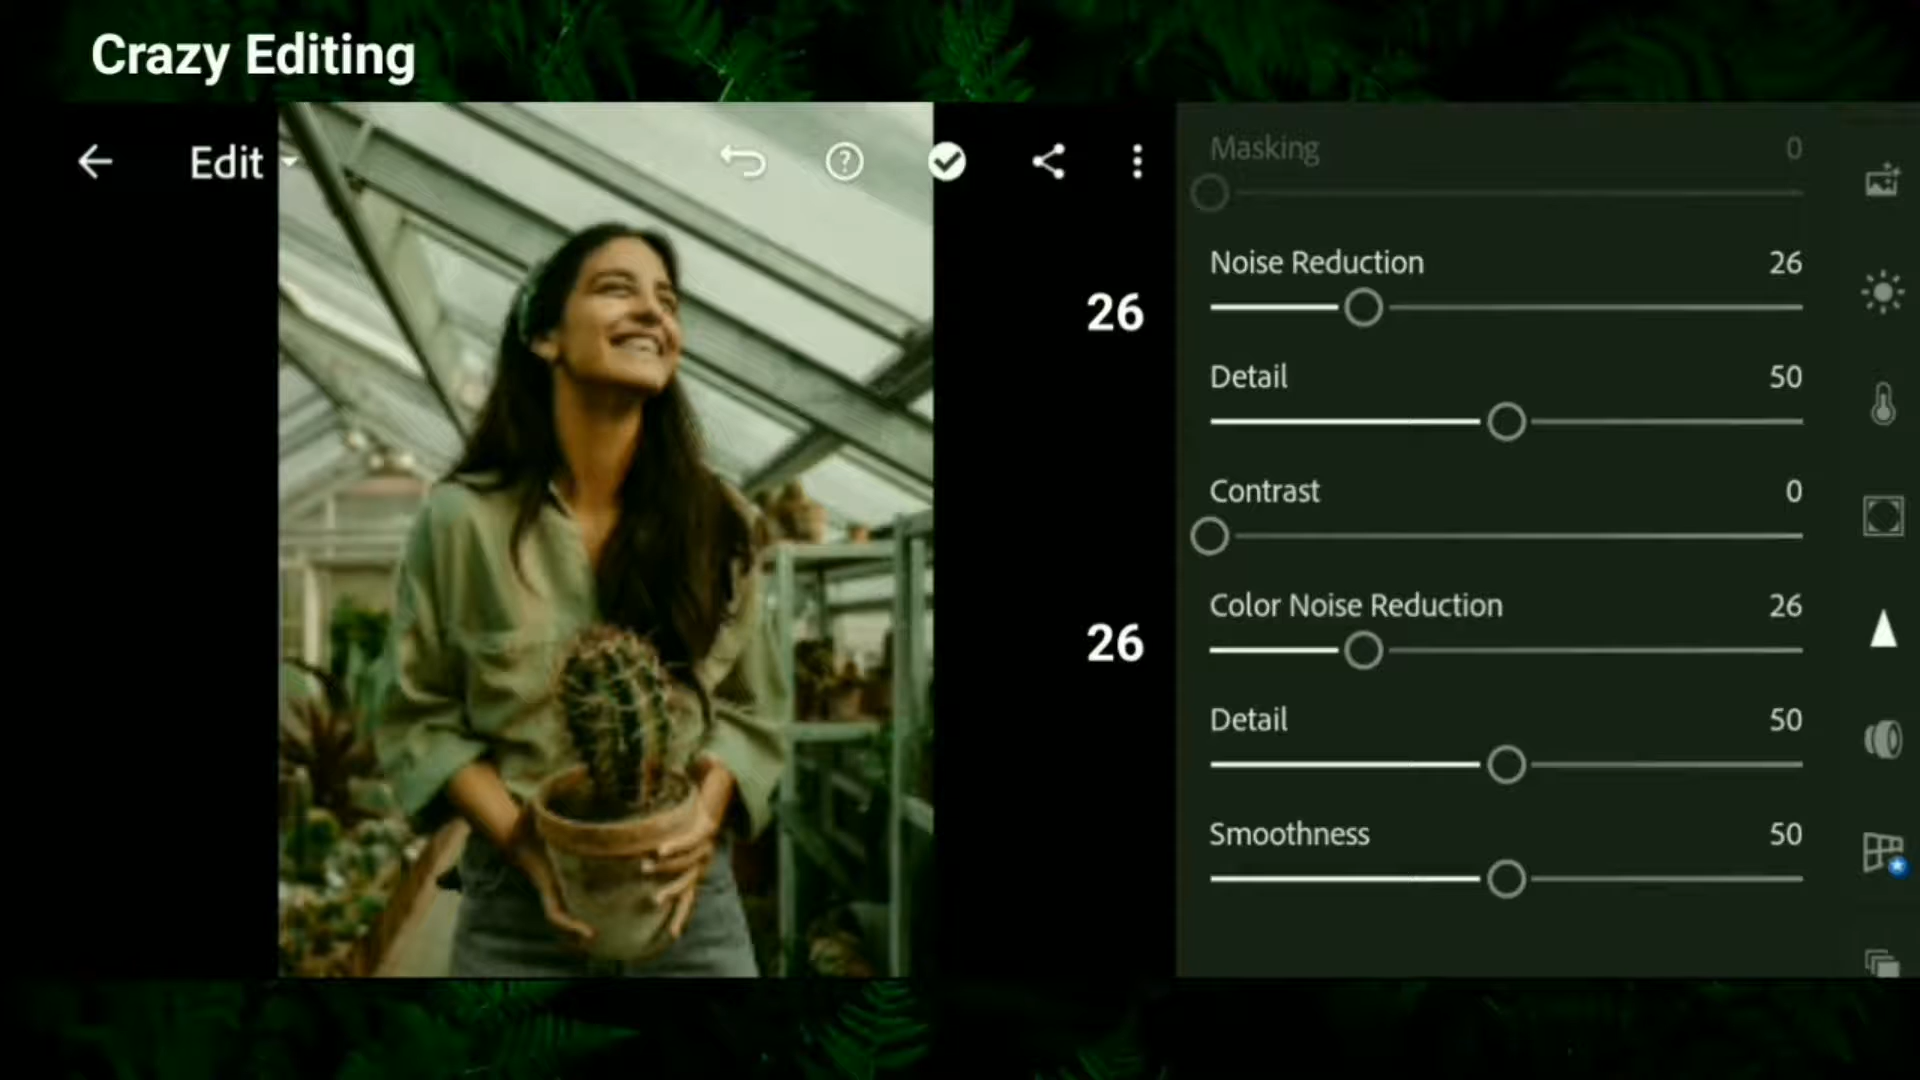 Crazy Editing
Edit
26
26
Masking 0
Noise Reduction 26
Detail 50
Contrast 0
Color Noise Reduction 26
Detail 50
Smoothness 50